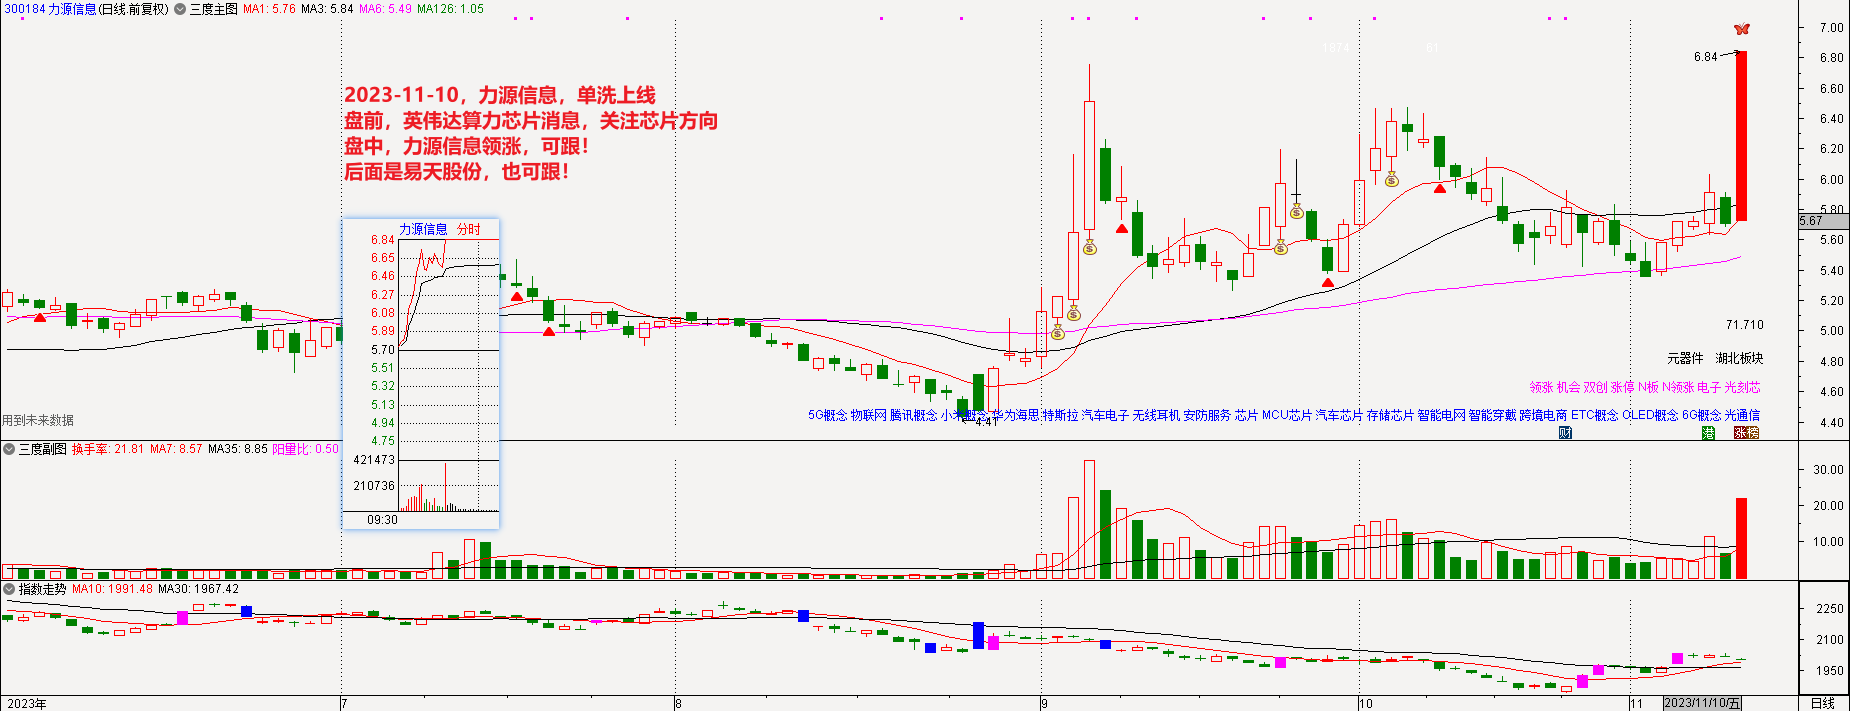 300184 力源信息(日线.前复权) 三度主图 MA1: 5.76 MA3: 5.84 MA6: 5.49 MA126: 1.05
7.00
6.84
6.80
1874 61
2023-11-10，力源信息，单洗上线
盘前，英伟达算力芯片消息，关注芯片方向
盘中，力源信息领涨，可跟！
后面是易天股份，也可跟！
6.60
6.40
6.20
6.00
5.80
5.67
5.60
5.40
5.20
5.00
4.80
4.60
4.40
力源信息 分时
6.84
6.65
6.46
6.27
6.08
5.89
5.70
5.51
5.32
5.13
4.94
4.75
421473
210736
09:30
71.710
元器件 湖北板块
领涨 机会 双创 涨停 N板 N领涨 电子 光刻芯
5G概念 物联网 腾讯概念 小米概念 华为海思 特斯拉 汽车电子 无线耳机 安防服务 芯片 MCU芯片 汽车芯片 存储芯片 智能电网 智能穿戴 跨境电商 ETC概念 OLED概念 6G概念 光通信
4.41
用到未来数据
财 港 涨榜
三度副图 换手率: 21.81 MA7: 8.57 MA35: 8.85 阳量比: 0.50
30.00
20.00
10.00
指数走势 MA10: 1991.48 MA30: 1967.42
2250
2100
1950
2023年 7 8 9 10 11 2023/11/10/五 日线